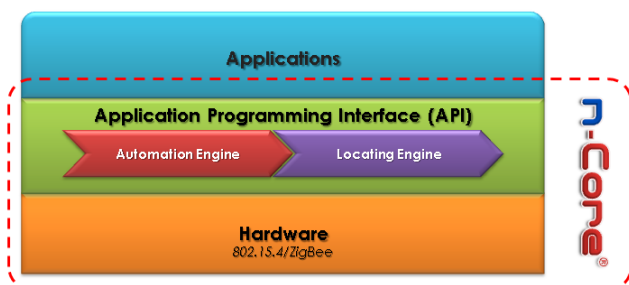 Applications
Application Programming Interface (API)
Automation Engine
Locating Engine
Hardware
802.15.4/ZigBee
n-Core®